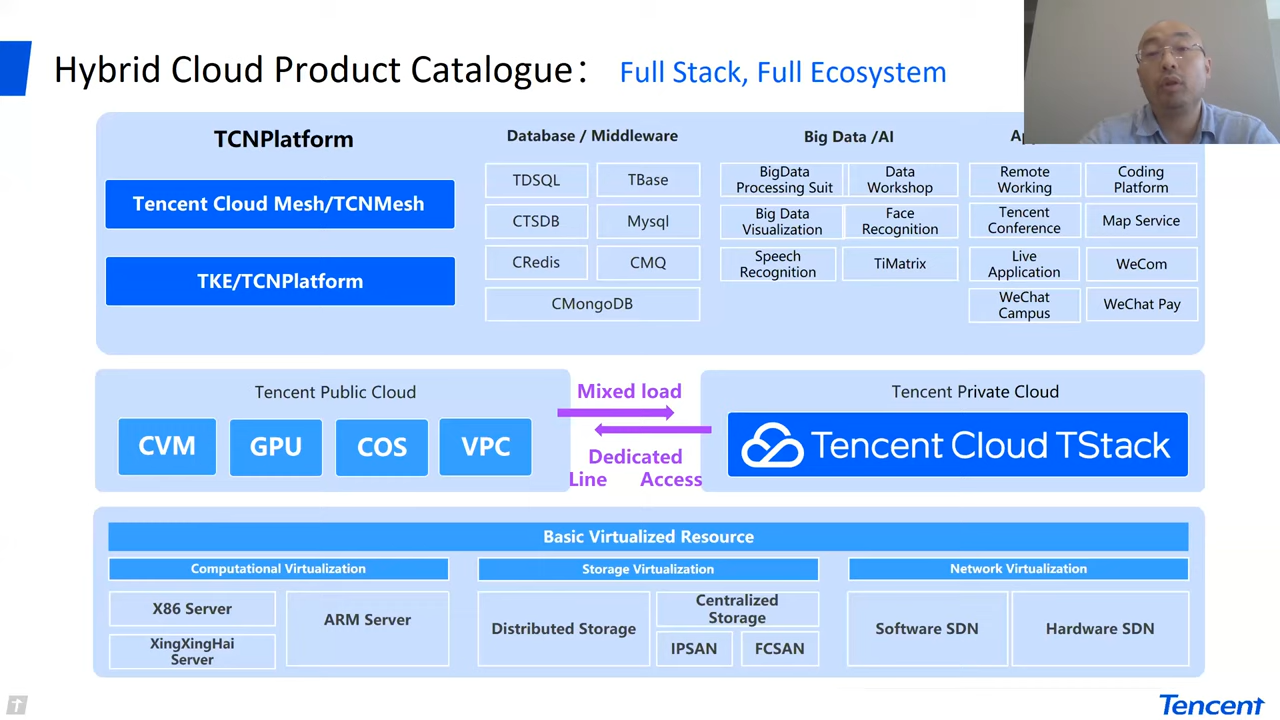 Hybrid Cloud Product Catalogue: Full Stack, Full Ecosystem
TCNPlatform
Tencent Cloud Mesh/TCNMesh
TKE/TCNPlatform
Database / Middleware
TDSQL
TBase
CTSDB
Mysql
CRedis
CMQ
CMongoDB
Big Data /AI
BigData
Processing Suit
Data
Workshop
Big Data
Visualization
Face
Recognition
Speech
Recognition
TiMatrix
Remote
Working
Coding
Platform
Tencent
Conference
Map Service
Live
Application
WeCom
WeChat
Campus
WeChat Pay
Tencent Public Cloud
CVM
GPU
COS
VPC
Mixed load
Dedicated
Line Access
Tencent Private Cloud
Tencent Cloud TStack
Basic Virtualized Resource
Computational Virtualization
X86 Server
XingXingHai
Server
ARM Server
Storage Virtualization
Distributed Storage
Centralized
Storage
IPSAN
FCSAN
Network Virtualization
Software SDN
Hardware SDN
Tencent